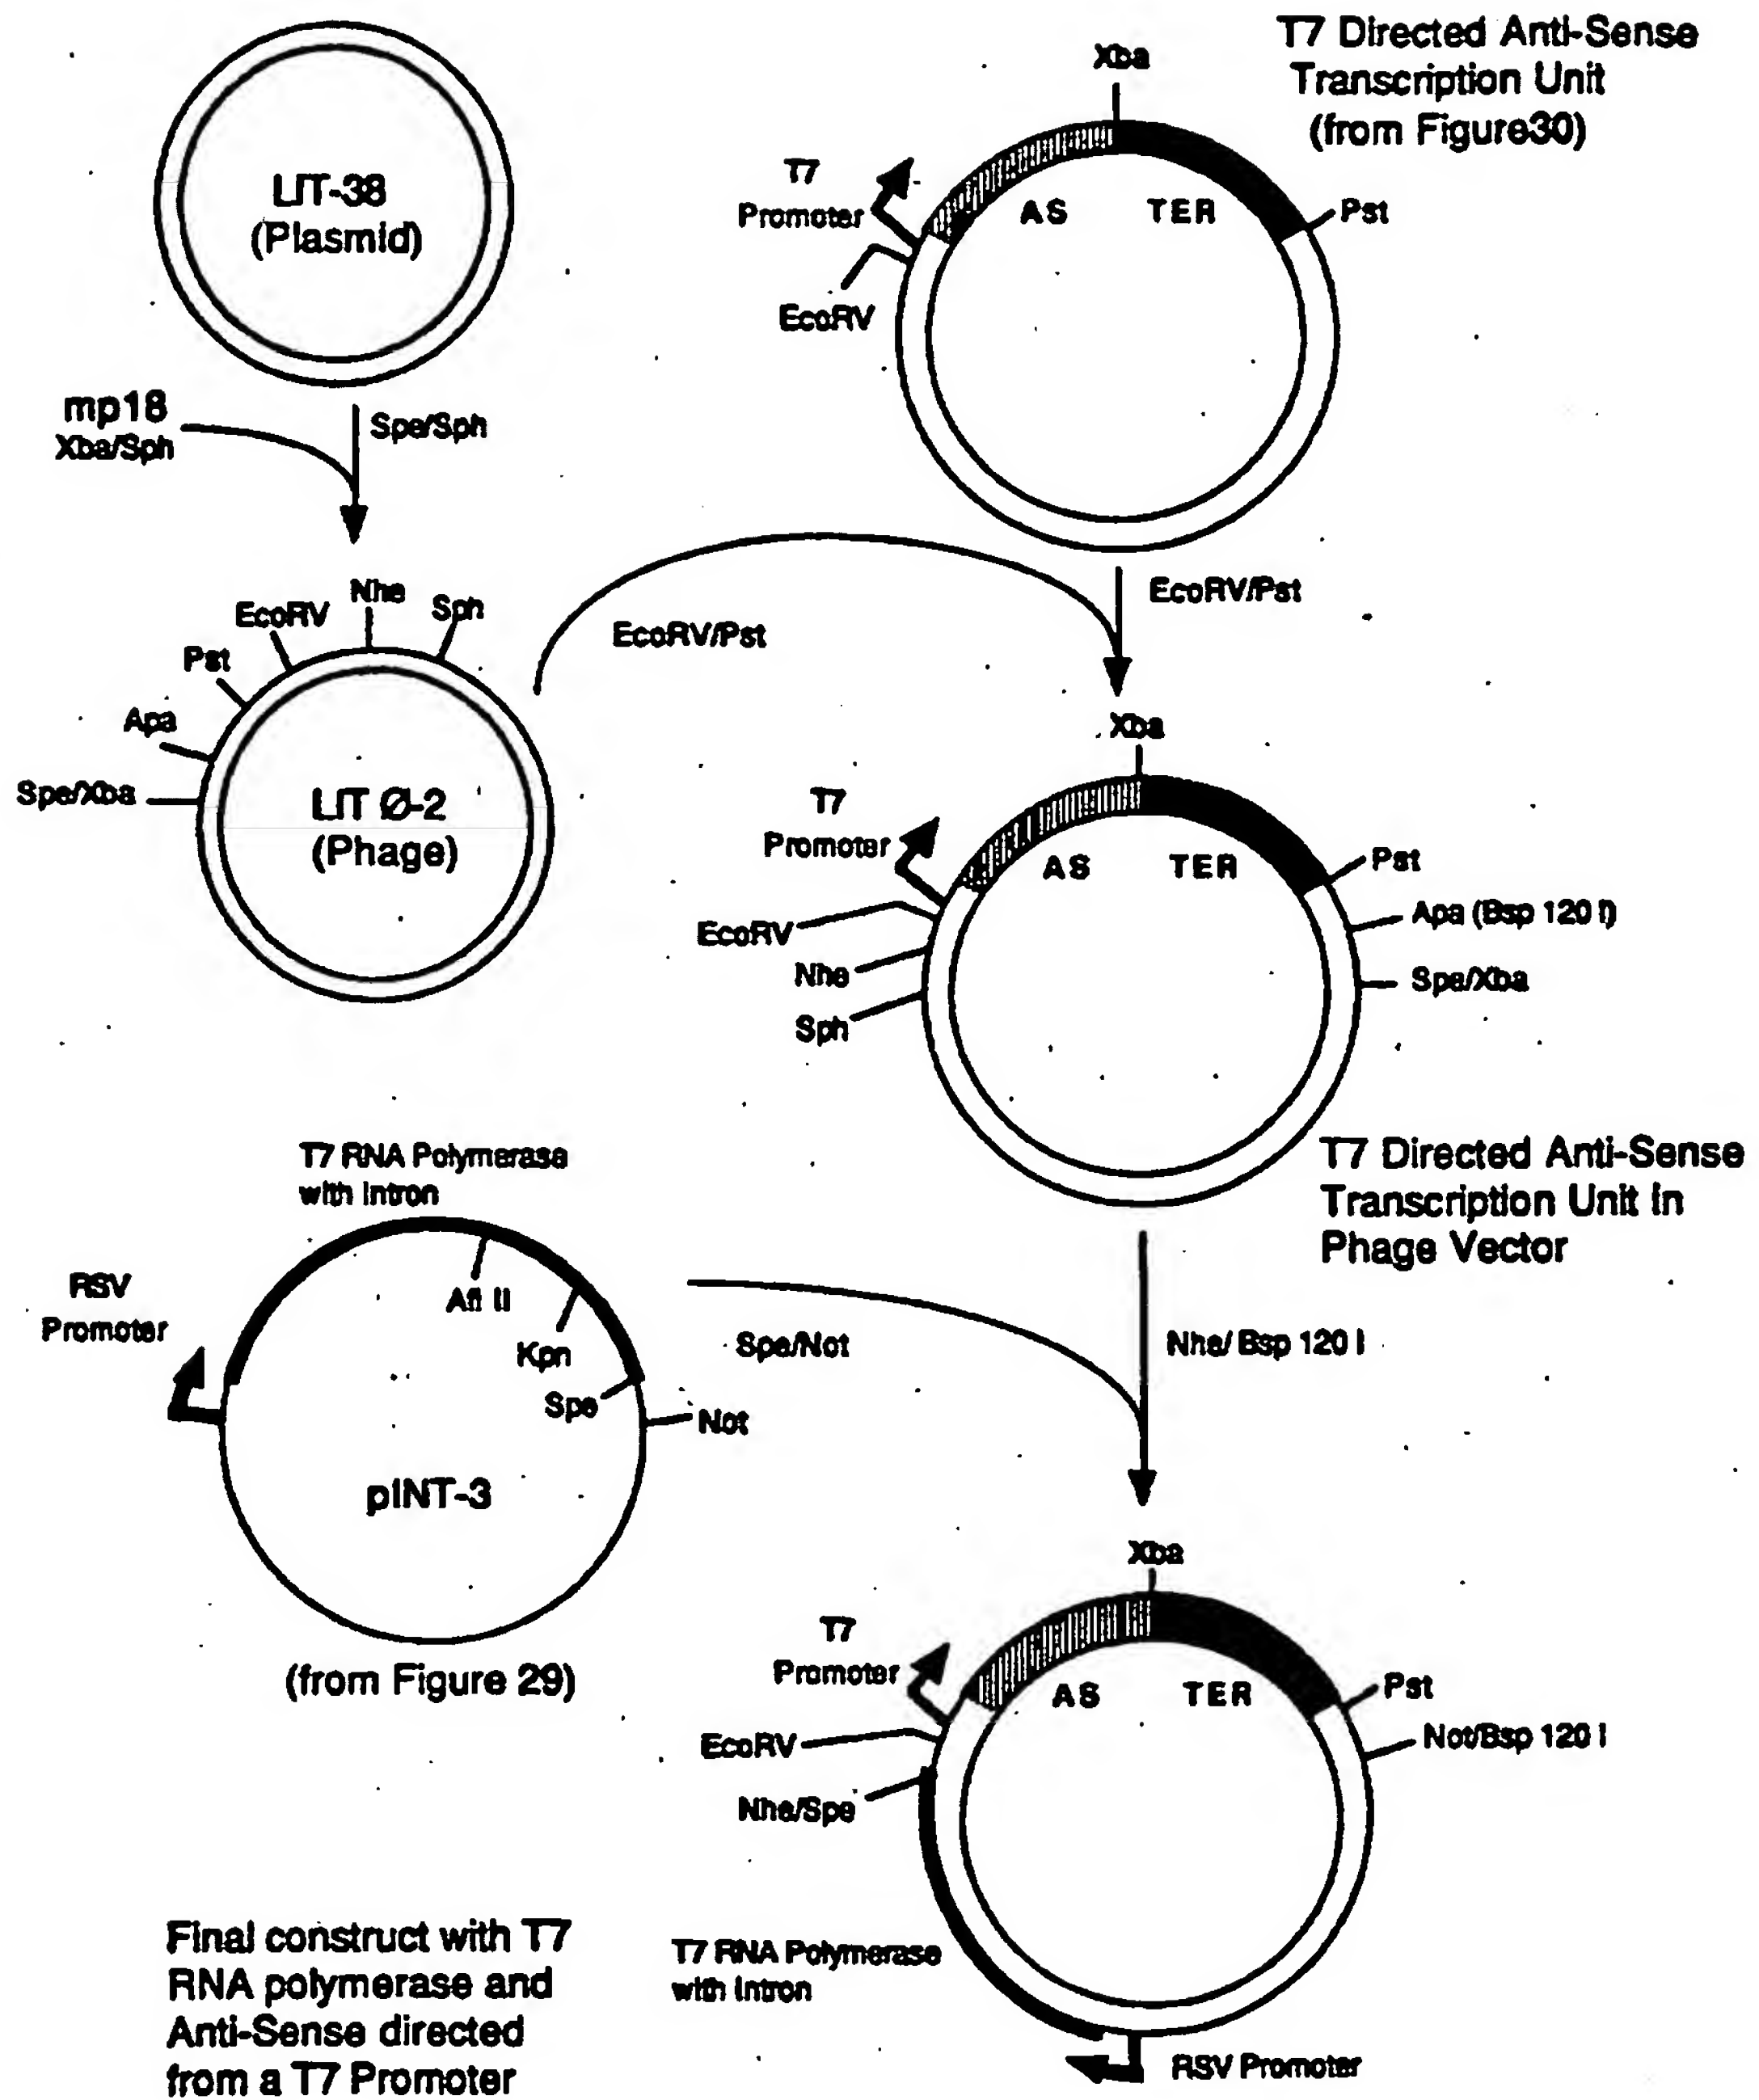 T7 Directed Anti-Sense
Transcription Unit
(from Figure30)
Xba
T7
Promoter
AS
TER
Pst
EcoRV
LIT-38
(Plasmid)
mp18
Xba/Sph
Spe/Sph
EcoRV/Pst
EcoRV/Pst
Nhe
EcoRV
Sph
Pst
Apa
Spe/Xba
LIT Ø-2
(Phage)
Xba
T7
Promoter
AS
TER
Pst
Apa (Bsp 120 I)
Spe/Xba
EcoRV
Nhe
Sph
T7 Directed Anti-Sense
Transcription Unit in
Phage Vector
T7 RNA Polymerase
with Intron
RSV
Promoter
Afl II
Kpn
Spe
Not
pINT-3
(from Figure 29)
Spe/Not
Nhe/ Bsp 120 I
Xba
T7
Promoter
AS
TER
Pst
Not/Bsp 120 I
EcoRV
Nhe/Spe
T7 RNA Polymerase
with Intron
RSV Promoter
Final construct with T7
RNA polymerase and
Anti-Sense directed
from a T7 Promoter